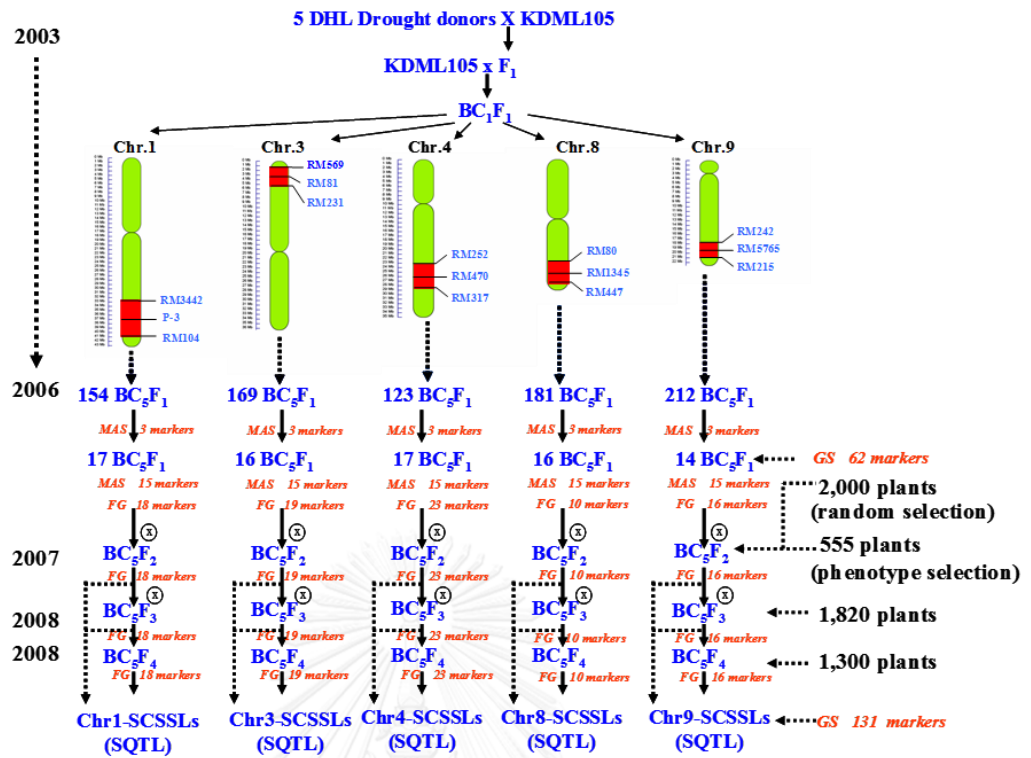 5 DHL Drought donors X KDML105
2003
KDML105 x F₁
BC₁F₁
Chr.1 Chr.3 Chr.4 Chr.8 Chr.9
RM569
RM81
RM231
RM242
RM5765
RM215
RM252
RM470
RM317
RM80
RM1345
RM447
RM3442
P-3
RM104
2006
154 BC₅F₁ 169 BC₅F₁ 123 BC₅F₁ 181 BC₅F₁ 212 BC₅F₁
MAS 3 markers MAS 3 markers MAS 3 markers MAS 3 markers MAS 3 markers
17 BC₅F₁ 16 BC₅F₁ 17 BC₅F₁ 16 BC₅F₁ 14 BC₅F₁ GS 62 markers
MAS 15 markers MAS 15 markers MAS 15 markers MAS 15 markers MAS 15 markers
FG 18 markers FG 19 markers FG 23 markers FG 10 markers FG 16 markers
2,000 plants
(random selection)
x x x x x
2007 BC₅F₂ BC₅F₂ BC₅F₂ BC₅F₂ BC₅F₂ 555 plants
(phenotype selection)
FG 18 markers FG 19 markers FG 23 markers FG 10 markers FG 16 markers
x x x x x
2008 BC₅F₃ BC₅F₃ BC₅F₃ BC₅F₃ BC₅F₃ 1,820 plants
FG 18 markers FG 19 markers FG 23 markers FG 10 markers FG 16 markers
2008 BC₅F₄ BC₅F₄ BC₅F₄ BC₅F₄ BC₅F₄ 1,300 plants
FG 18 markers FG 19 markers FG 23 markers FG 10 markers FG 16 markers
Chr1-SCSSLs Chr3-SCSSLs Chr4-SCSSLs Chr8-SCSSLs Chr9-SCSSLs GS 131 markers
(SQTL) (SQTL) (SQTL) (SQTL) (SQTL)